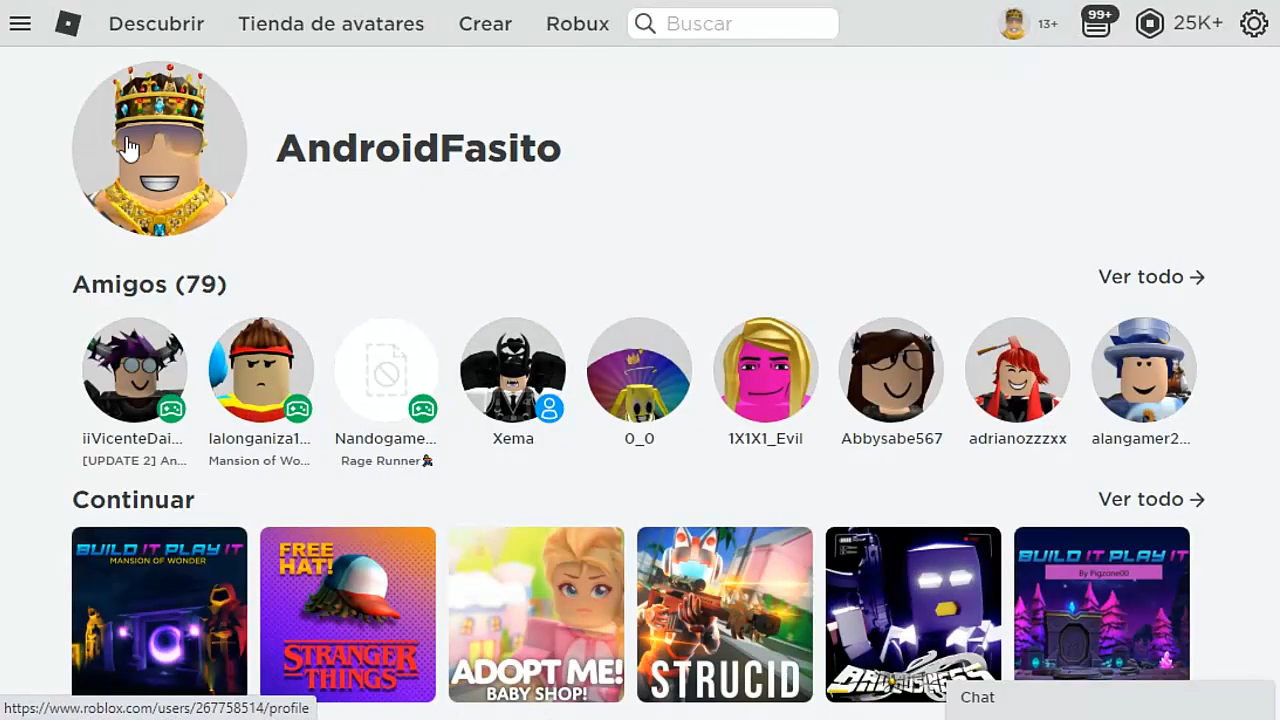 Descubrir Tienda de avatares Crear Robux Buscar 13+ 99+ 25K+
AndroidFasito
Amigos (79) Ver todo →
iiVicenteDai... lalonganiza1... Nandogame... Xema 0_0 1X1X1_Evil Abbysabe567 adrianozzzxx alangamer2...
[UPDATE 2] An... Mansion of Wo... Rage Runner
Continuar Ver todo →
BUILD IT PLAY IT
MANSION OF WONDER
FREE
HAT!
STRANGER
THINGS
ADOPT ME!
BABY SHOP!
STRUCID
BUILD IT PLAY IT
By Pigzone00
Chat
https://www.roblox.com/users/267758514/profile